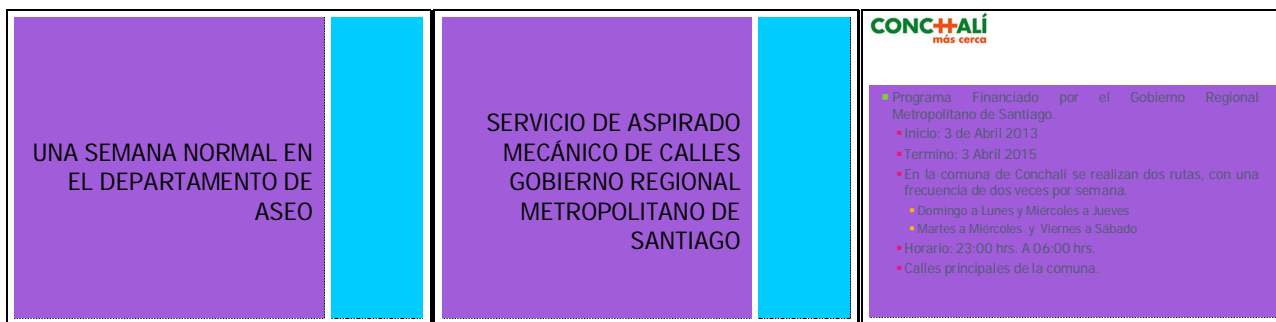 UNA SEMANA NORMAL EN
EL DEPARTAMENTO DE
ASEO
SERVICIO DE ASPIRADO
MECÁNICO DE CALLES
GOBIERNO REGIONAL
METROPOLITANO DE
SANTIAGO
CONCHALÍ
más cerca
Programa Financiado por el Gobierno Regional
Metropolitano de Santiago.
Inicio: 3 de Abril 2013
Termino: 3 Abril 2015
En la comuna de Conchalí se realizan dos rutas, con una
frecuencia de dos veces por semana.
Domingo a Lunes y Miércoles a Jueves
Martes a Miércoles y Viernes a Sábado
Horario: 23:00 hrs. A 06:00 hrs.
Calles principales de la comuna.